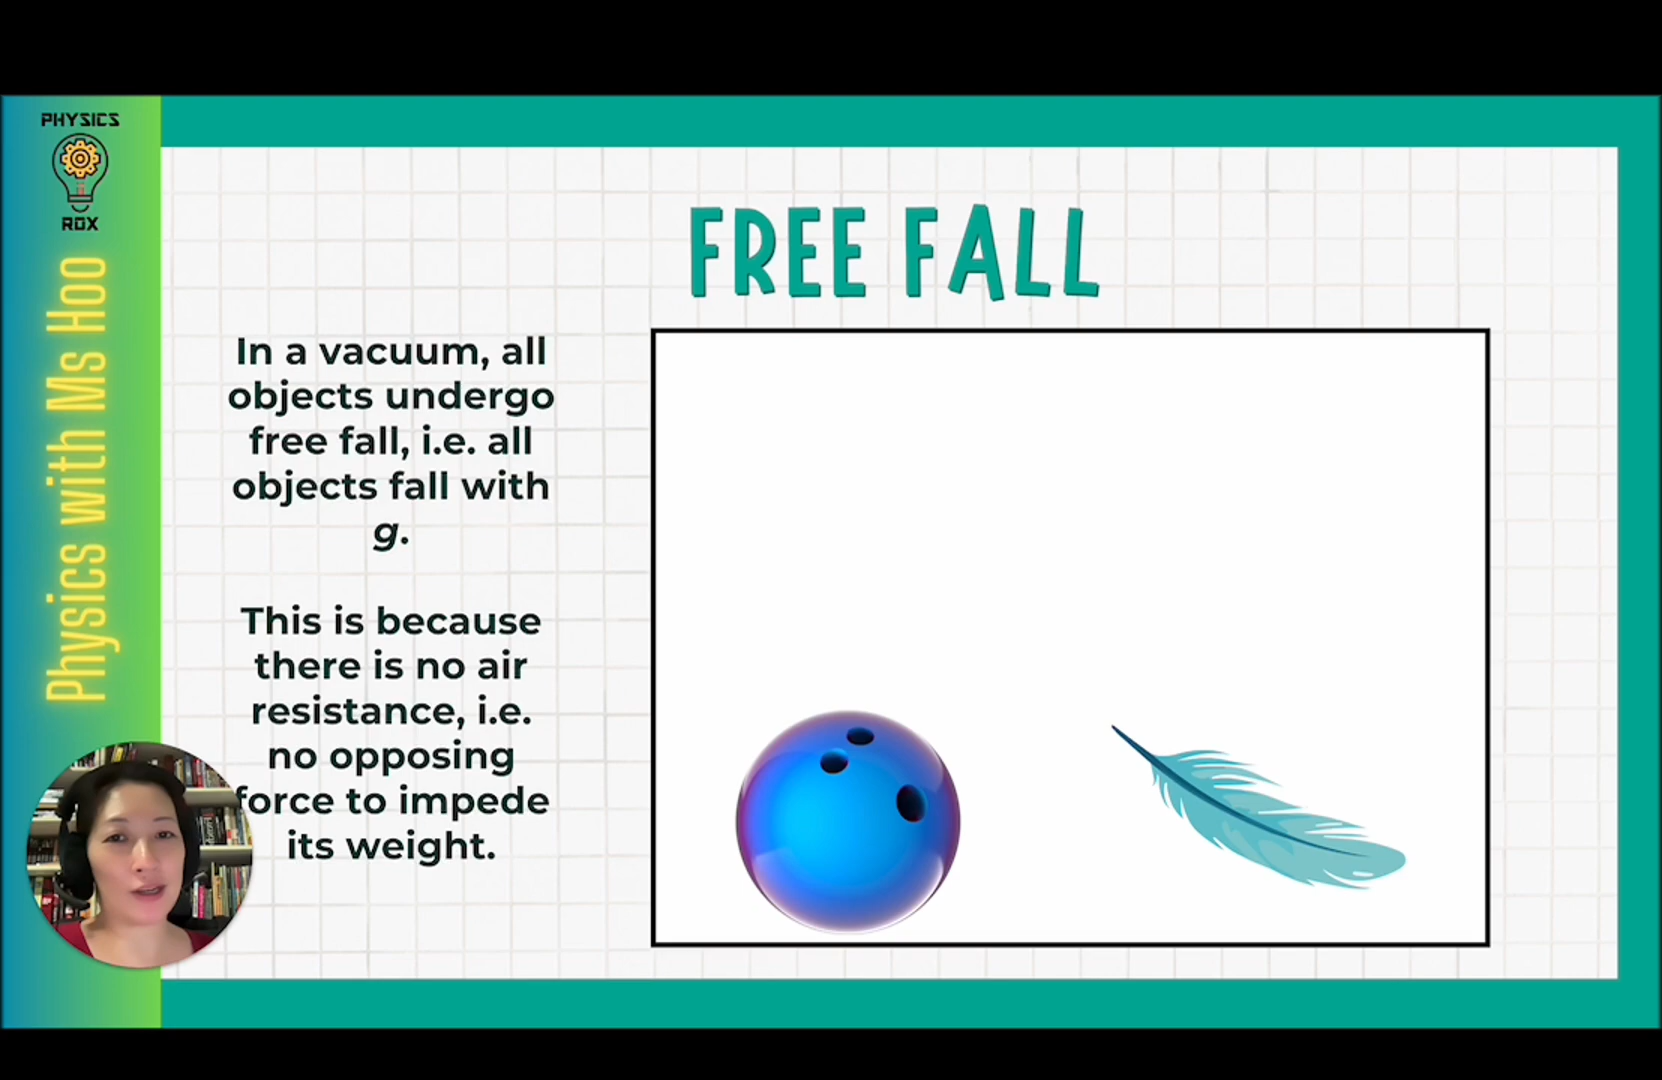 PHYSICS
ROX
Physics with Ms Hoo
FREE FALL
In a vacuum, all
objects undergo
free fall, i.e. all
objects fall with
g.
This is because
there is no air
resistance, i.e.
no opposing
force to impede
its weight.